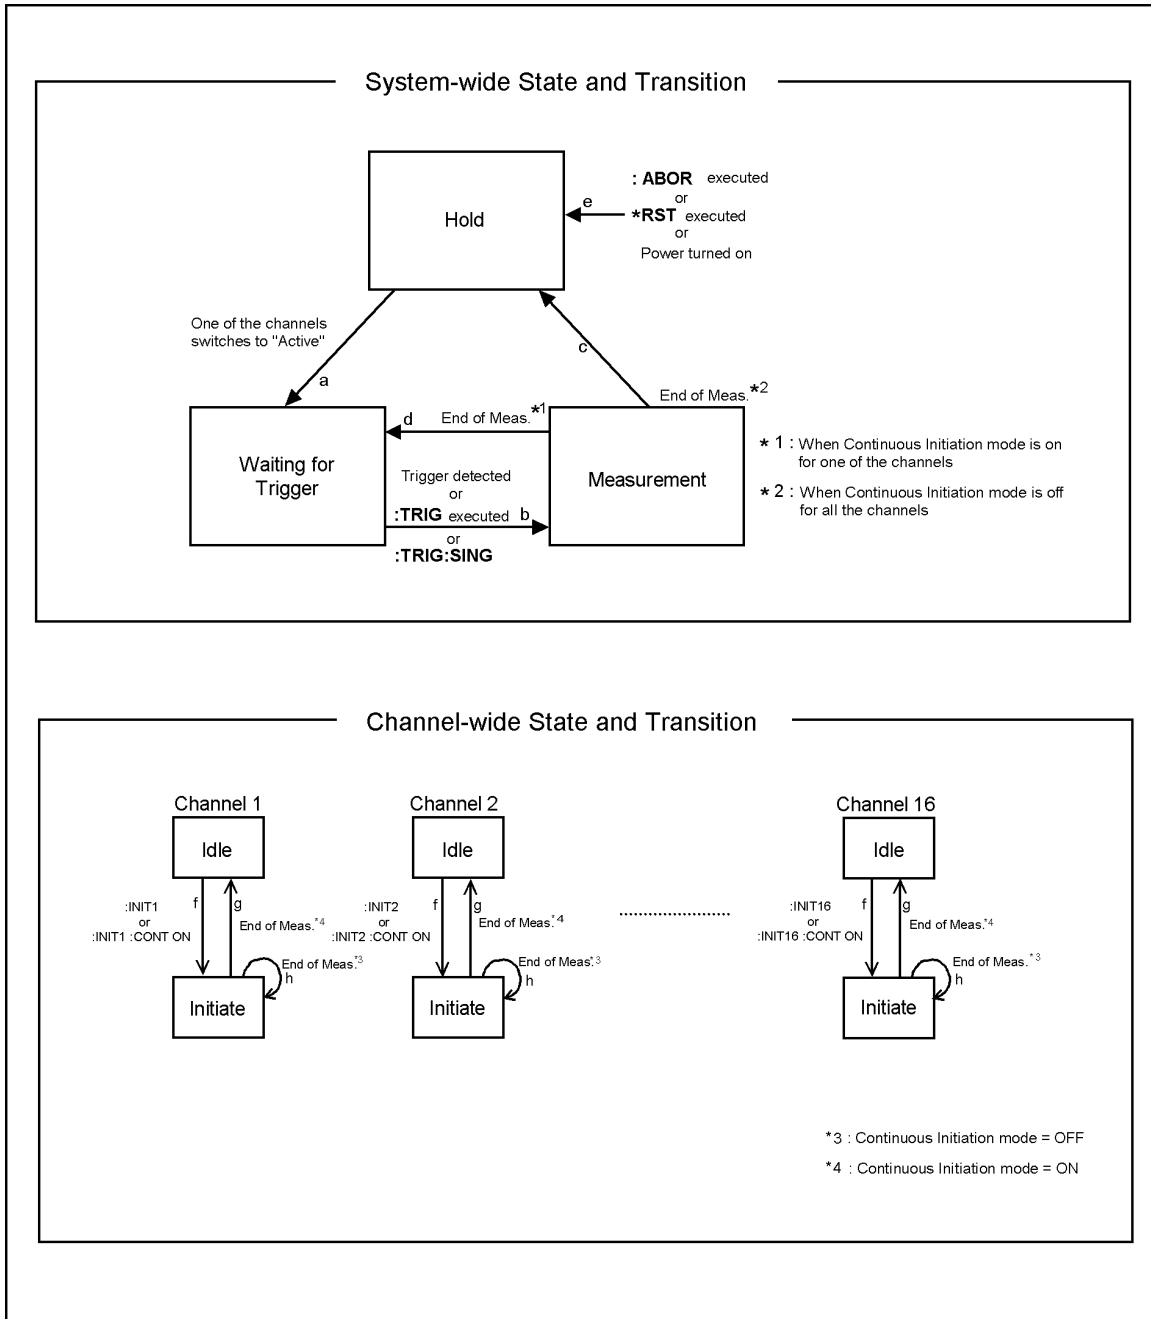 System-wide State and Transition
Hold
: ABOR executed
or
*RST executed
or
Power turned on
e
One of the channels
switches to "Active"
a
c
End of Meas.*2
d
End of Meas.*1
Waiting for
Trigger
Measurement
Trigger detected
or
:TRIG executed
b
or
:TRIG:SING
*1 : When Continuous Initiation mode is on
for one of the channels
*2 : When Continuous Initiation mode is off
for all the channels
Channel-wide State and Transition
Channel 1
Idle
:INIT1
or
:INIT1 :CONT ON
f
g
End of Meas.*4
End of Meas.*3
h
Initiate
Channel 2
Idle
:INIT2
or
:INIT2 :CONT ON
f
g
End of Meas.*4
End of Meas.*3
h
Initiate
........................
Channel 16
Idle
:INIT16
or
:INIT16 :CONT ON
f
g
End of Meas.*4
End of Meas.*3
h
Initiate
*3 : Continuous Initiation mode = OFF
*4 : Continuous Initiation mode = ON